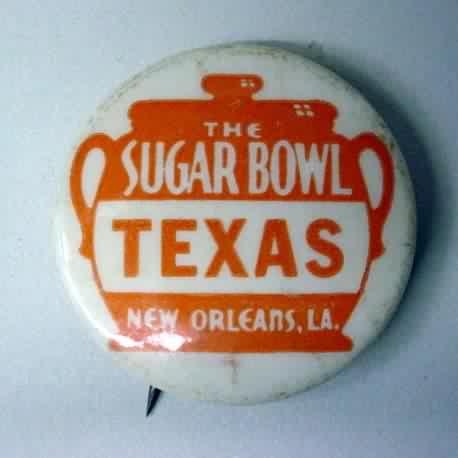 THE
SUGAR BOWL
TEXAS
NEW ORLEANS, LA.